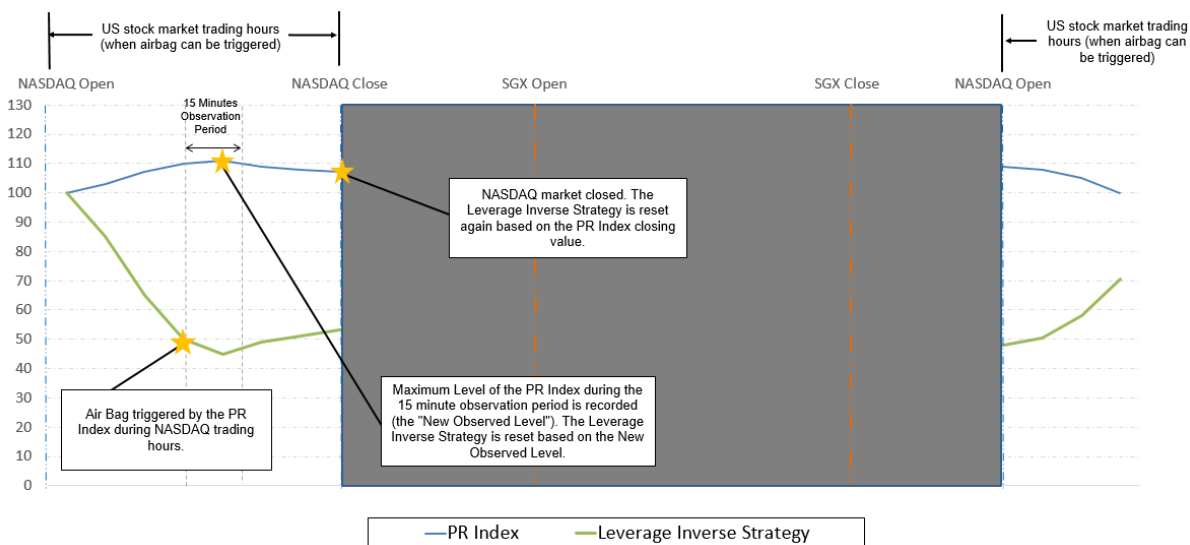 US stock market trading hours
(when airbag can be triggered)
US stock market trading
hours (when airbag can
be triggered)
NASDAQ Open
NASDAQ Close
SGX Open
SGX Close
NASDAQ Open
15 Minutes
Observation
Period
130
120
110
100
90
80
70
60
50
40
30
20
10
0
NASDAQ market closed. The
Leverage Inverse Strategy is reset
again based on the PR Index closing
value.
Air Bag triggered by the PR
Index during NASDAQ trading
hours.
Maximum Level of the PR Index during the
15 minute observation period is recorded
(the "New Observed Level"). The Leverage
Inverse Strategy is reset based on the New
Observed Level.
PR Index
Leverage Inverse Strategy